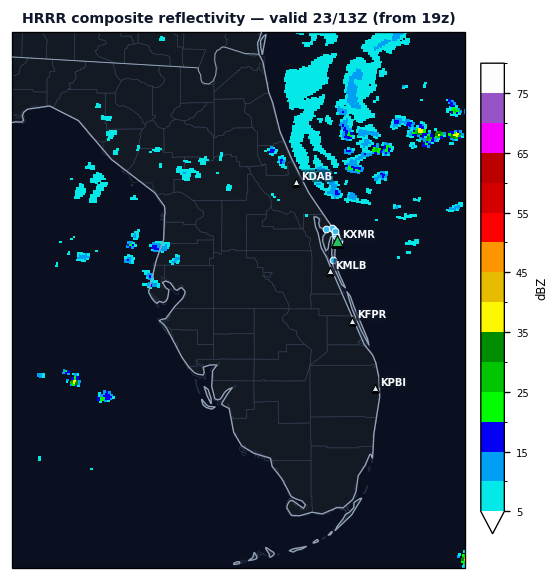 HRRR composite reflectivity — valid 23/13Z (from 19z)
KDAB
KXMR
KMLB
KFPR
KPBI
75
65
55
45
35
25
15
5
dBZ